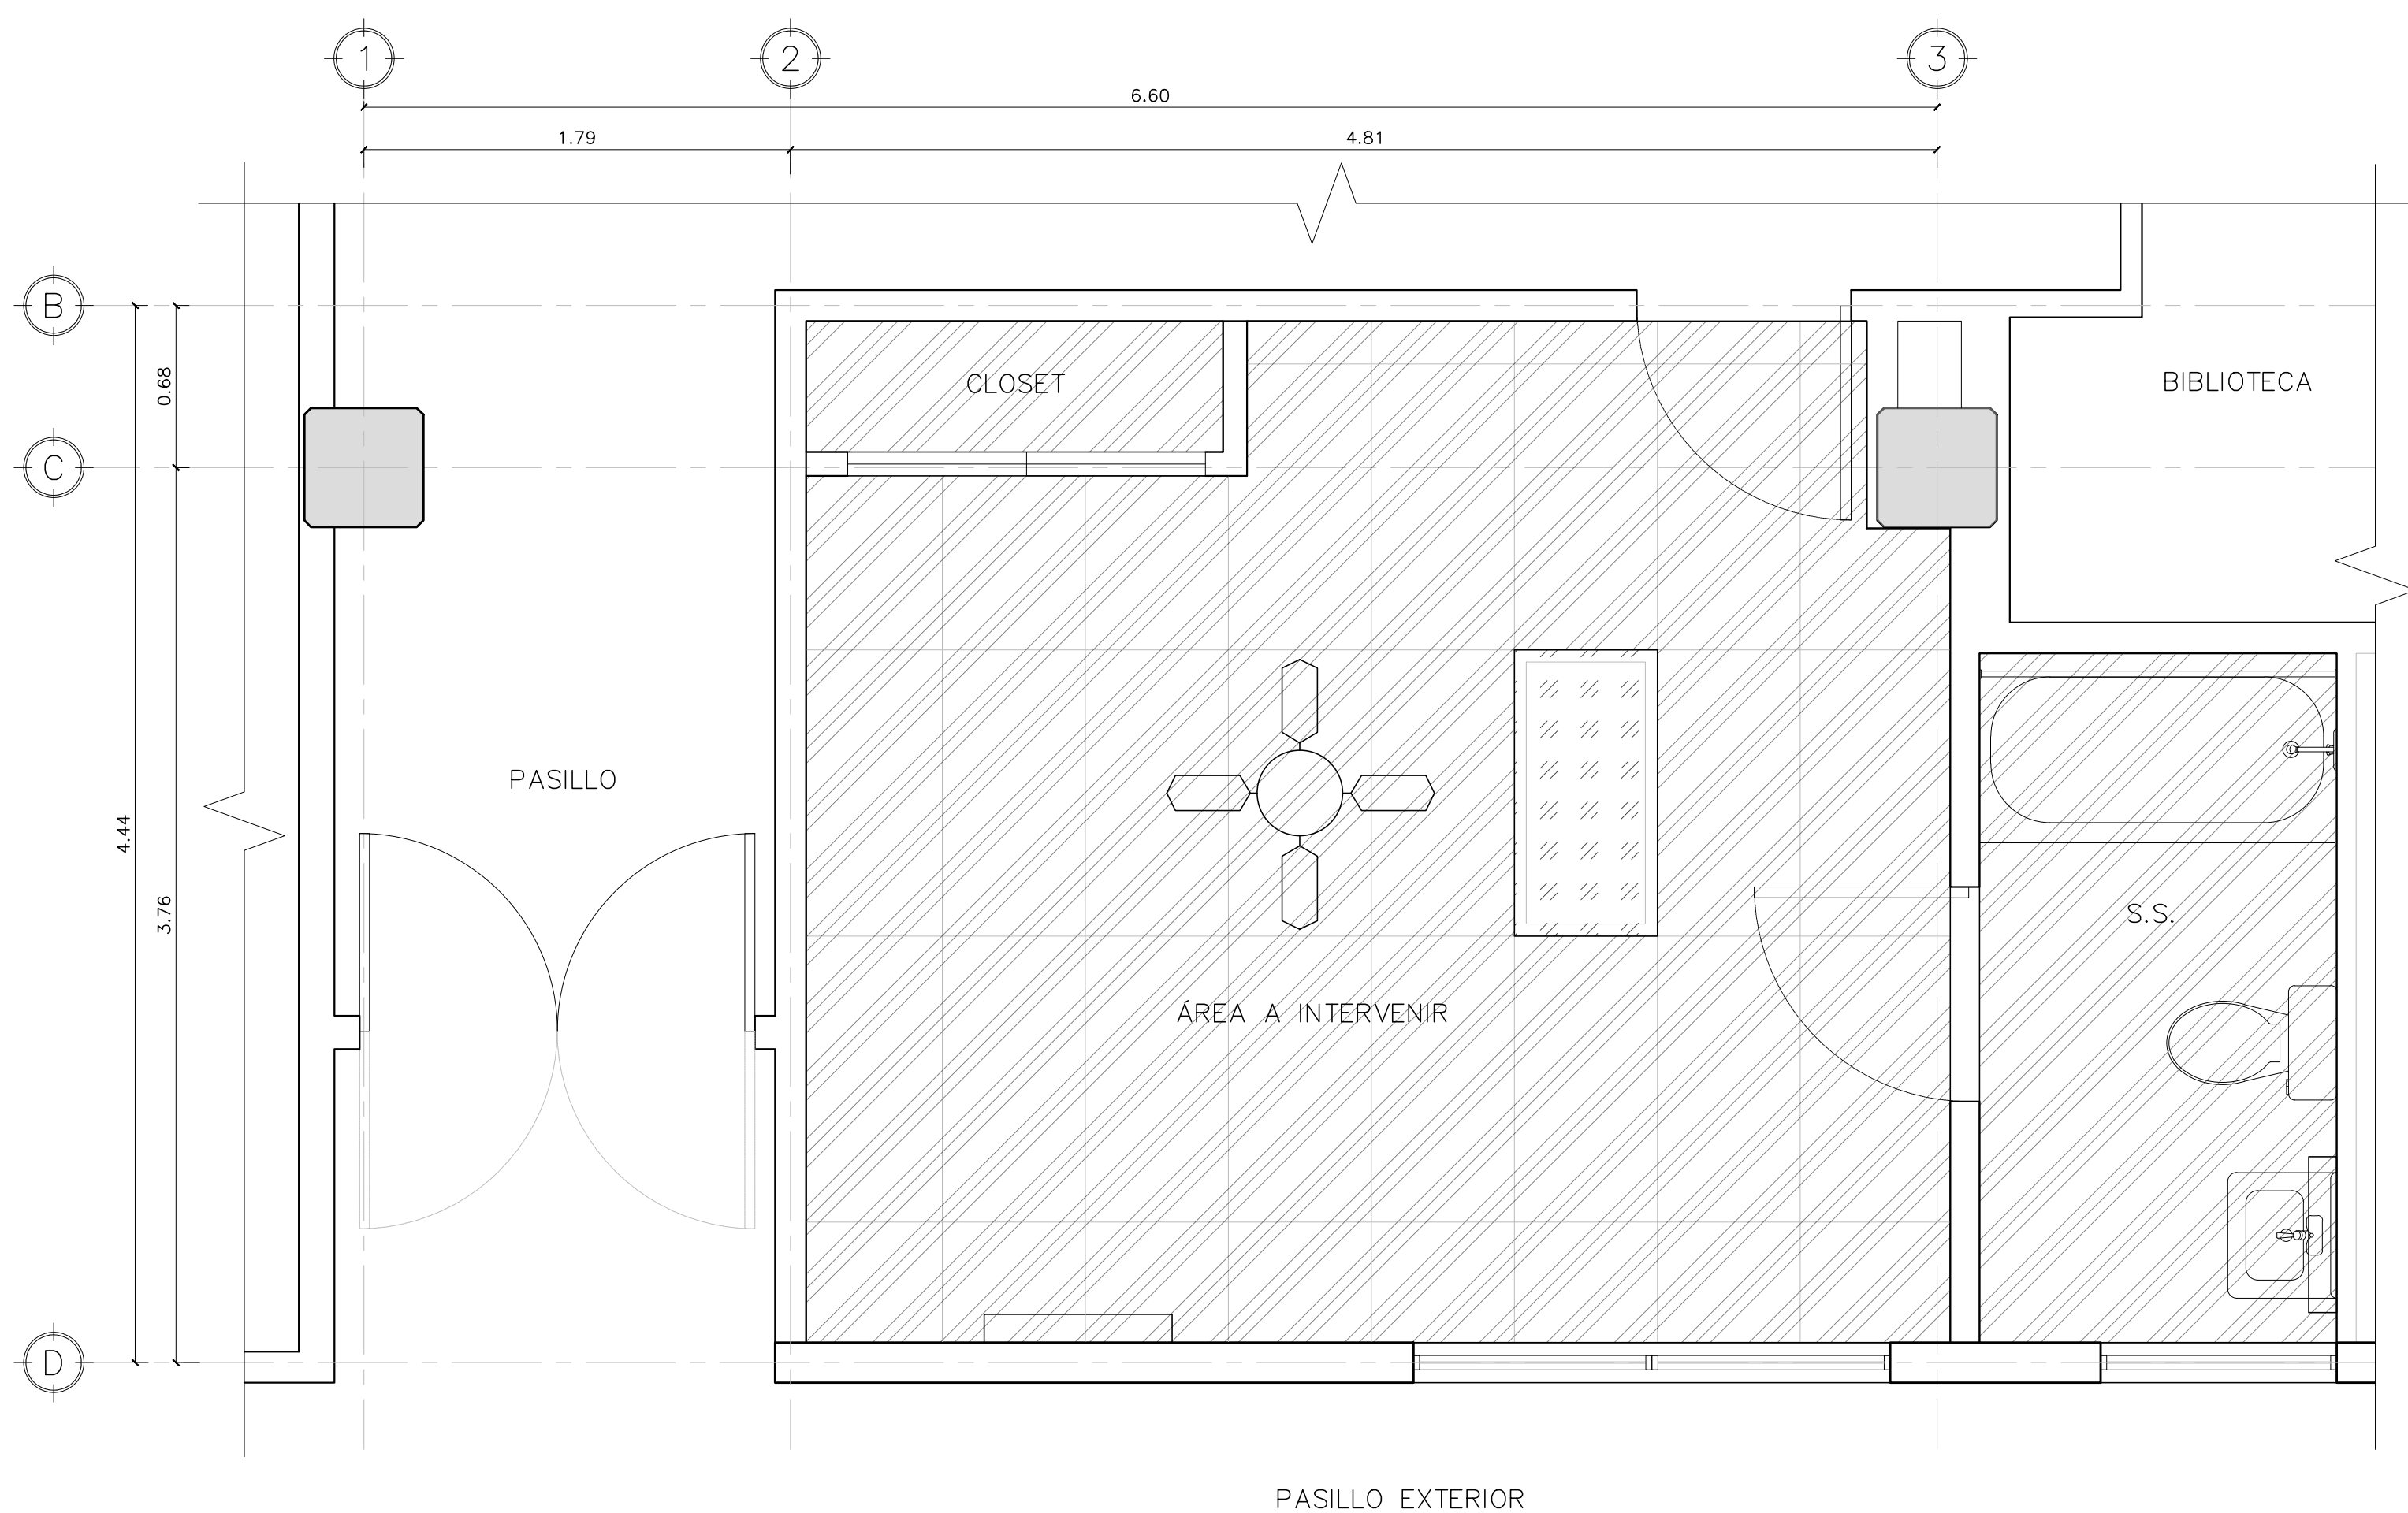 1
2
3
6.60
1.79
4.81
B
0.68
CLOSET
BIBLIOTECA
C
PASILLO
4.44
3.76
S.S.
ÁREA A INTERVENIR
D
PASILLO EXTERIOR